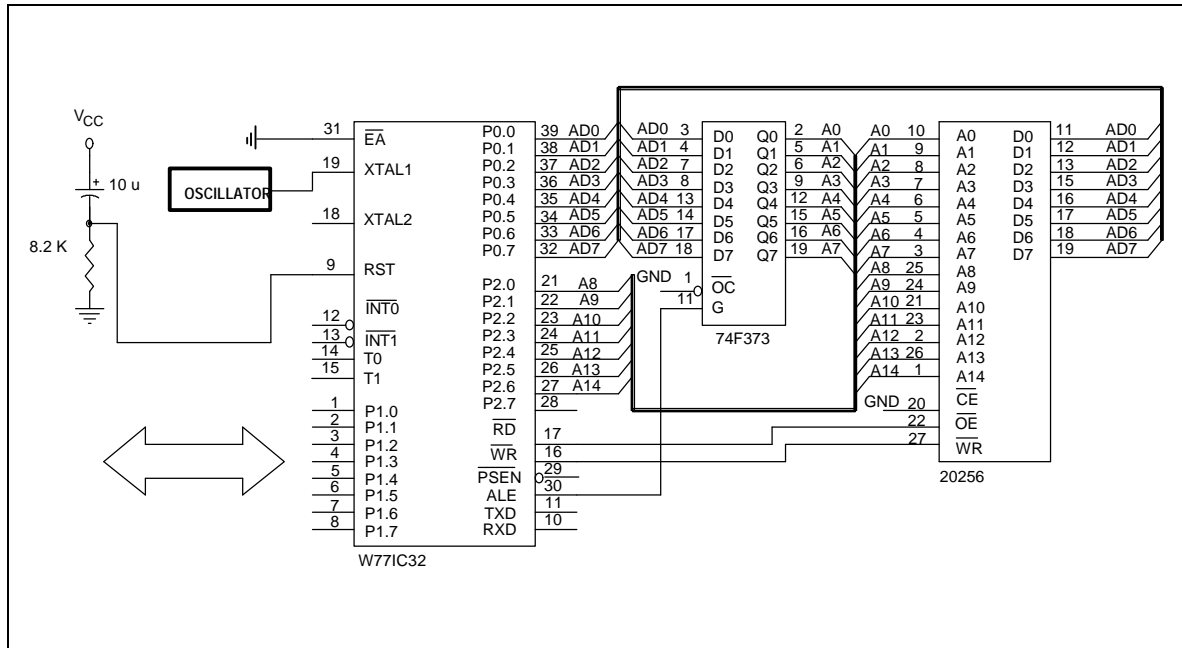 V_CC
10 u
8.2 K
OSCILLATOR
31 EA P0.0 39 AD0
P0.1 38 AD1
19 XTAL1 P0.2 37 AD2
P0.3 36 AD3
P0.4 35 AD4
18 XTAL2 P0.5 34 AD5
P0.6 33 AD6
P0.7 32 AD7
9 RST
P2.0 21 A8
P2.1 22 A9
12 INT0 P2.2 23 A10
13 INT1 P2.3 24 A11
14 T0 P2.4 25 A12
15 T1 P2.5 26 A13
P2.6 27 A14
1 P1.0 P2.7 28
2 P1.1 RD 17
3 P1.2
4 P1.3 WR 16
5 P1.4 PSEN 29
6 P1.5 ALE 30
7 P1.6 TXD 11
8 P1.7 RXD 10
W77IC32
AD0 3 D0 Q0 2 A0
AD1 4 D1 Q1 5 A1
AD2 7 D2 Q2 6 A2
AD3 8 D3 Q3 9 A3
AD4 13 D4 Q4 12 A4
AD5 14 D5 Q5 15 A5
AD6 17 D6 Q6 16 A6
AD7 18 D7 Q7 19 A7
GND 1 OC
11 G
74F373
A0 10 A0 D0 11 AD0
A1 9 A1 D1 12 AD1
A2 8 A2 D2 13 AD2
A3 7 A3 D3 15 AD3
A4 6 A4 D4 16 AD4
A5 5 A5 D5 17 AD5
A6 4 A6 D6 18 AD6
A7 3 A7 D7 19 AD7
A8 25 A8
A9 24 A9
A10 21 A10
A11 23 A11
A12 2 A12
A13 26 A13
A14 1 A14
GND 20 CE
22 OE
27 WR
20256